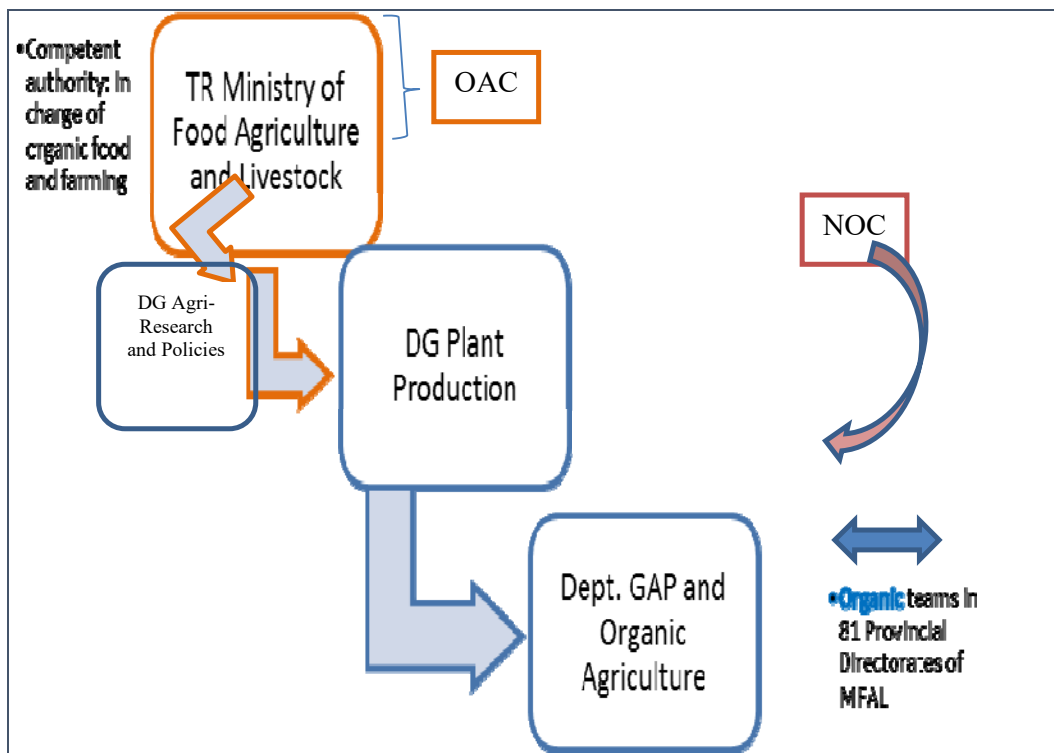 •Competent
authority: In
charge of
organic food
and farming
TR Ministry of
Food Agriculture
and Livestock
OAC
NOC
DG Agri-
Research
and Policies
DG Plant
Production
Dept. GAP and
Organic
Agriculture
•Organic teams in
81 Provincial
Directorates of
MFAL